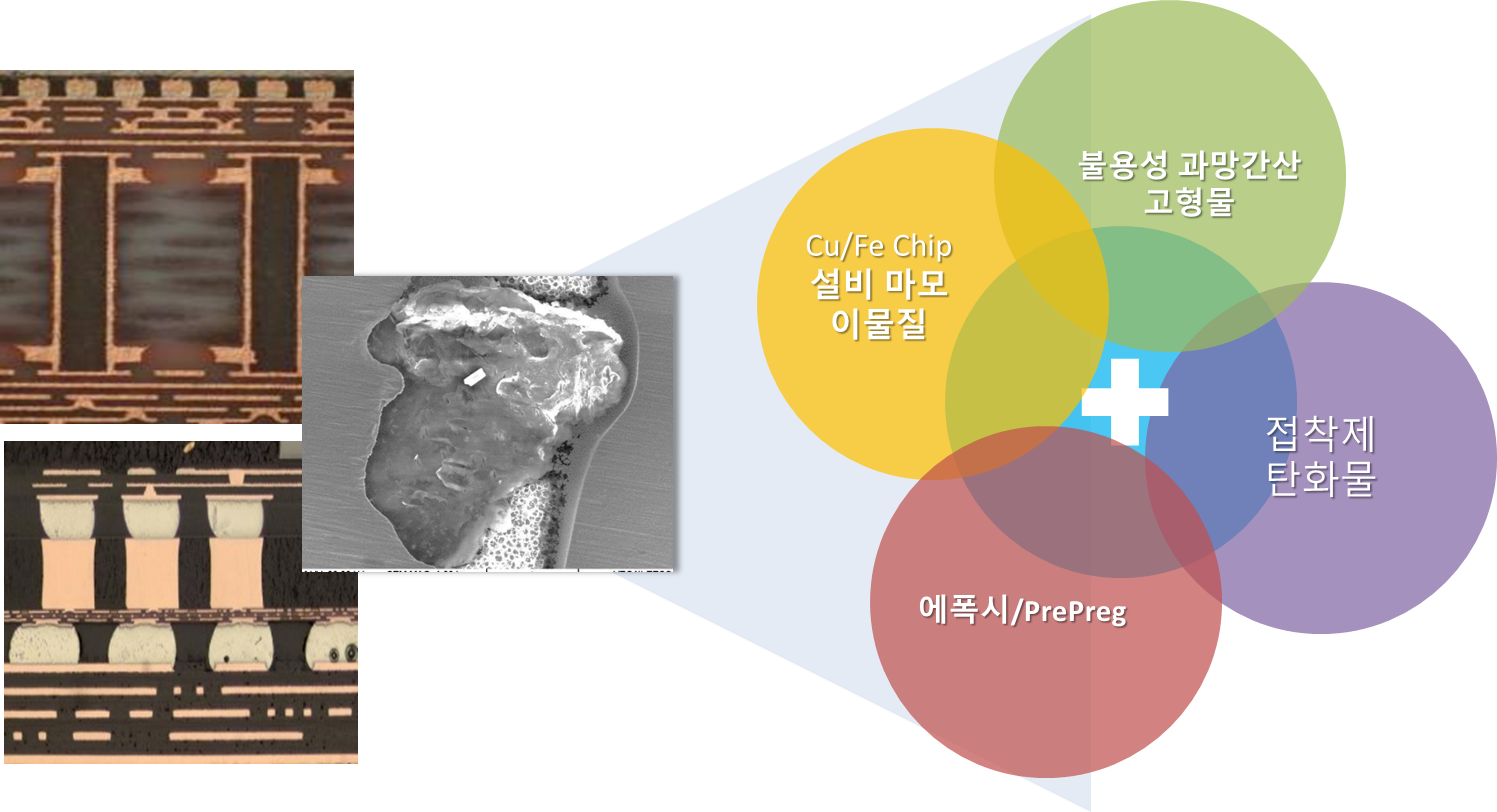 불용성 과망간산
고형물
Cu/Fe Chip
설비 마모
이물질
접착제
탄화물
에폭시/PrePreg